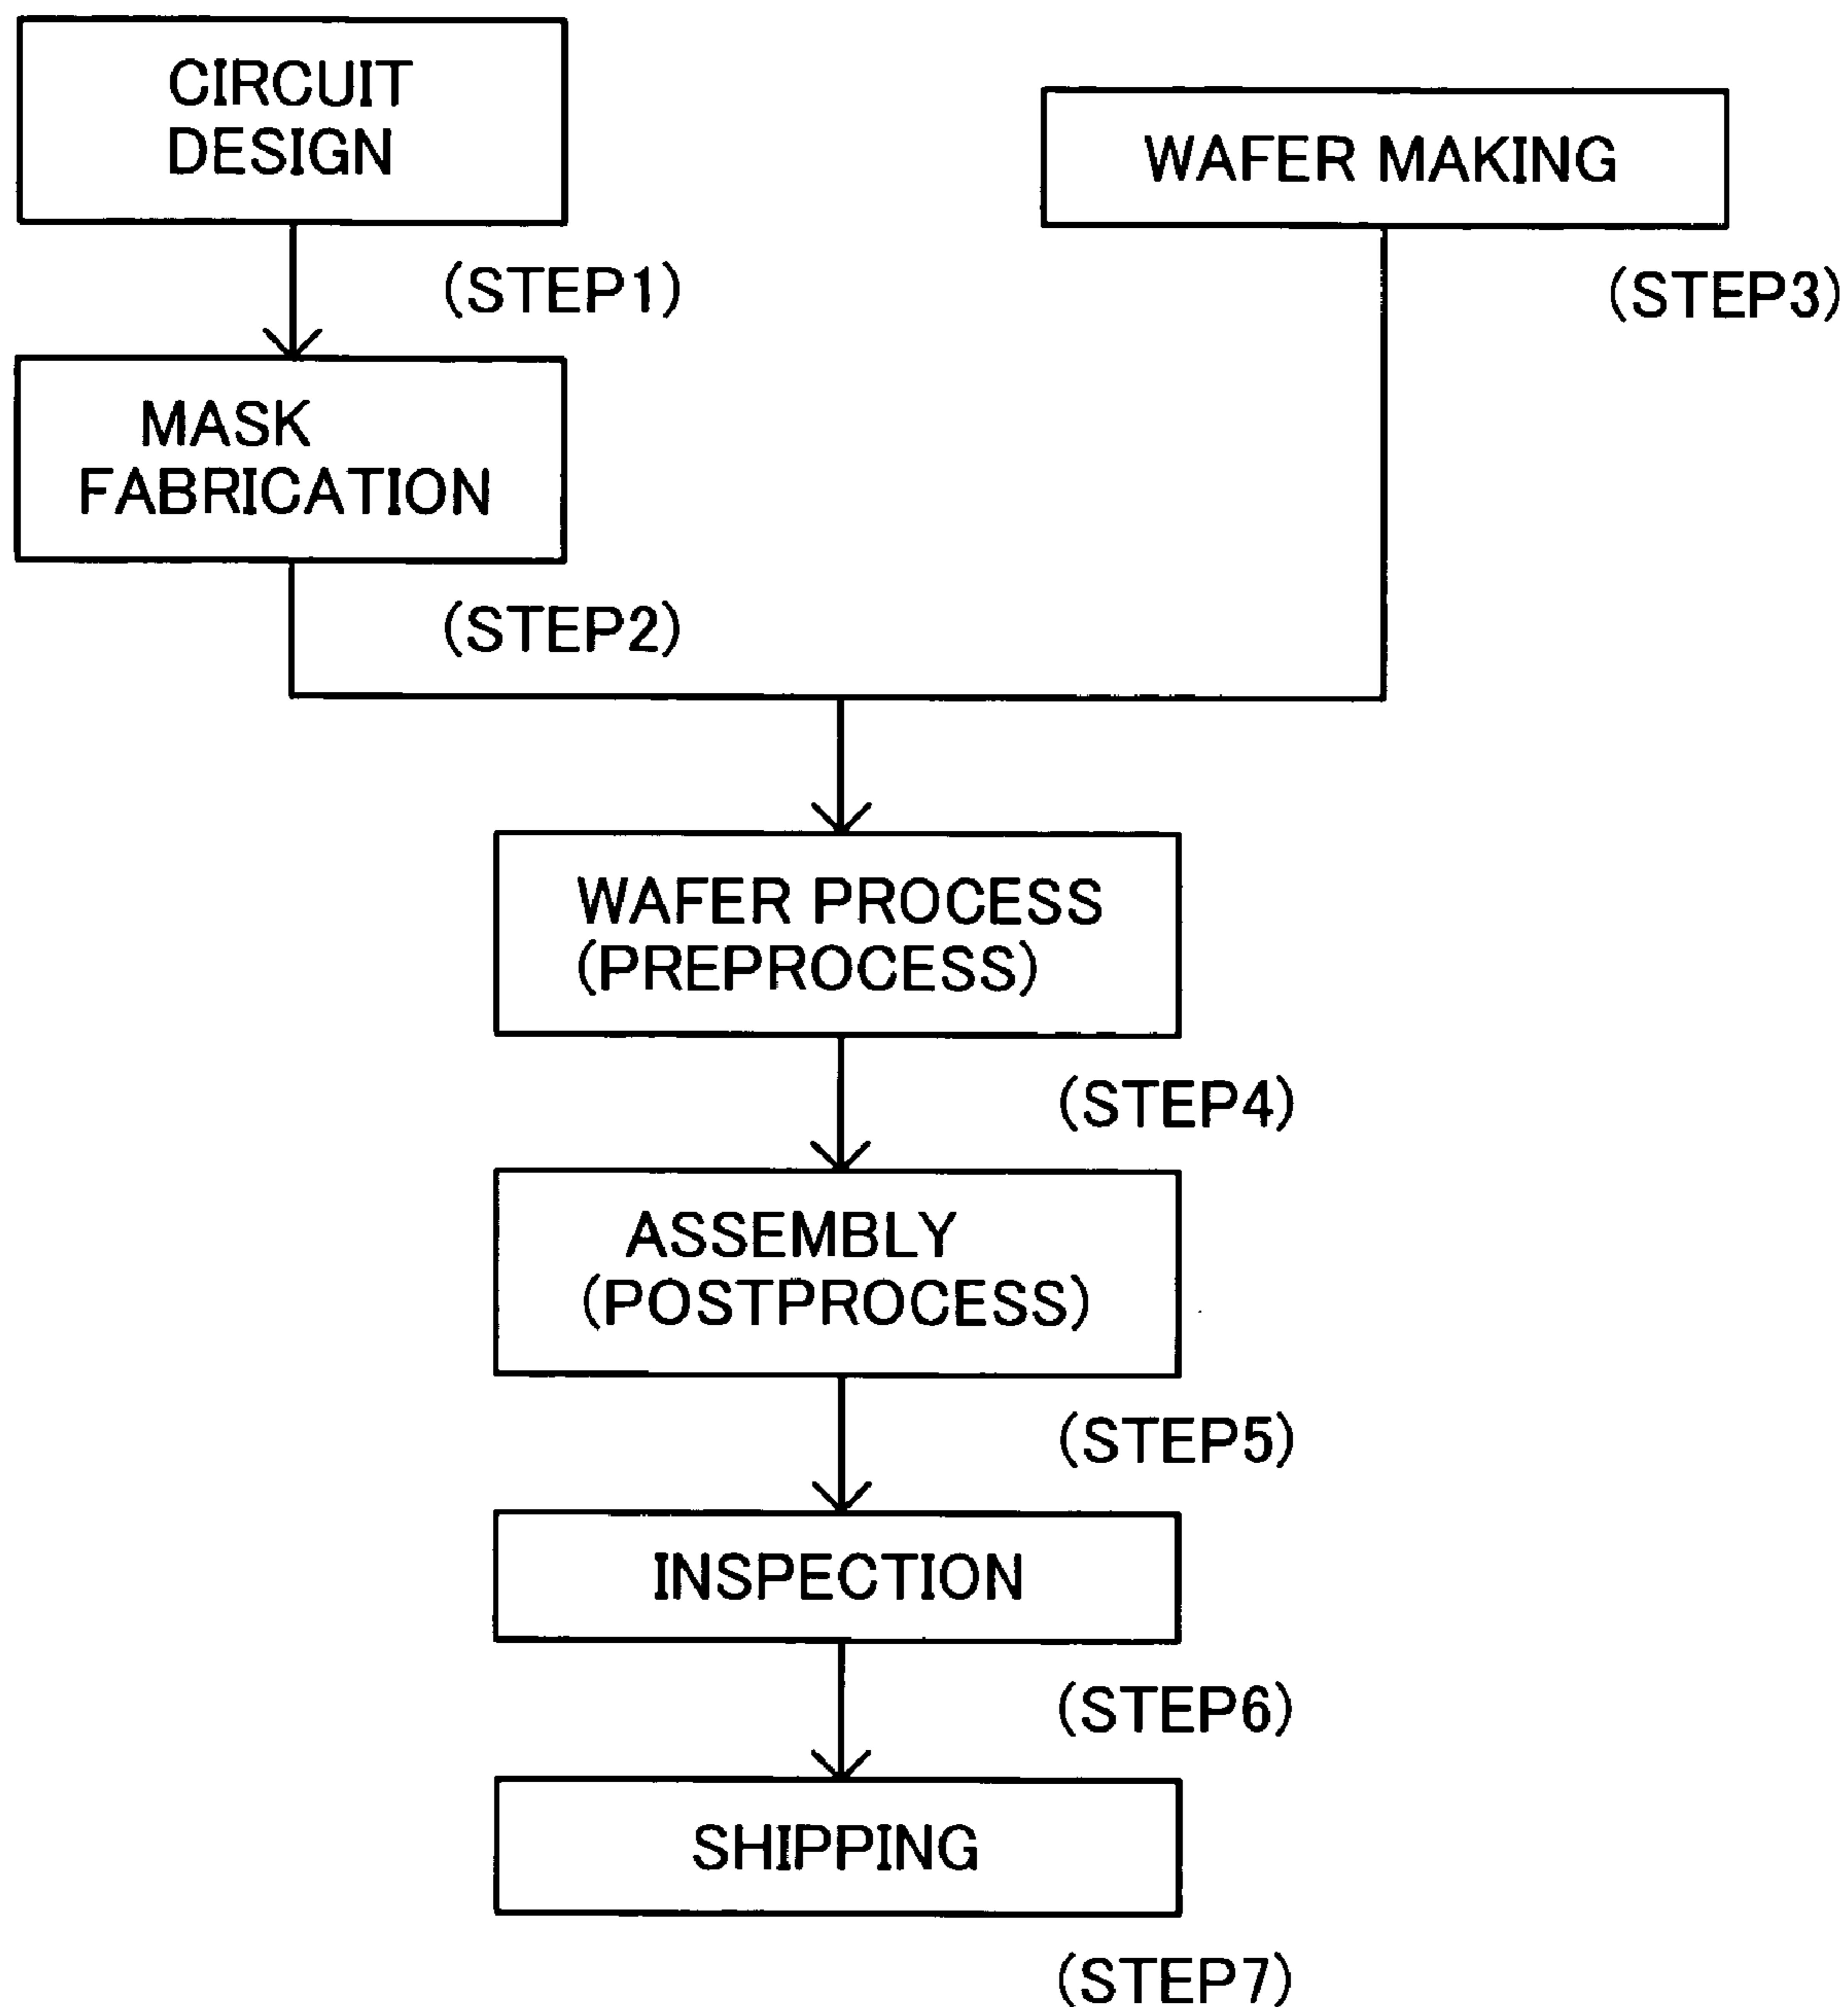 CIRCUIT
DESIGN
(STEP1)
MASK
FABRICATION
(STEP2)
WAFER MAKING
(STEP3)
WAFER PROCESS
(PREPROCESS)
(STEP4)
ASSEMBLY
(POSTPROCESS)
(STEP5)
INSPECTION
(STEP6)
SHIPPING
(STEP7)